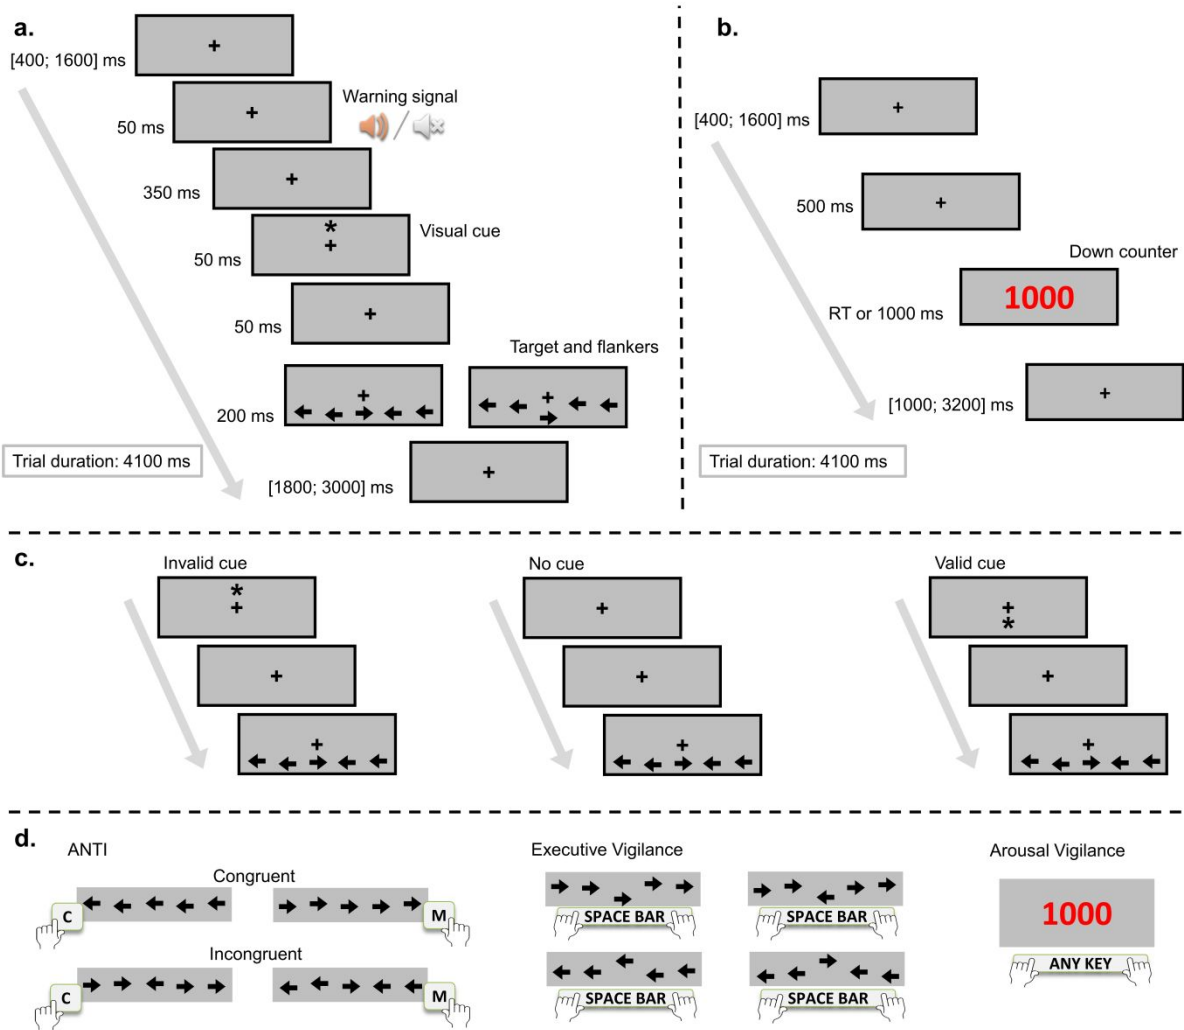 a.
[400; 1600] ms
50 ms
Warning signal
350 ms
50 ms
Visual cue
50 ms
Target and flankers
200 ms
Trial duration: 4100 ms
[1800; 3000] ms
b.
[400; 1600] ms
500 ms
Down counter
1000
RT or 1000 ms
[1000; 3200] ms
Trial duration: 4100 ms
c.
Invalid cue
No cue
Valid cue
d.
ANTI
Congruent
C
M
Incongruent
C
M
Executive Vigilance
SPACE BAR
SPACE BAR
SPACE BAR
SPACE BAR
Arousal Vigilance
1000
ANY KEY